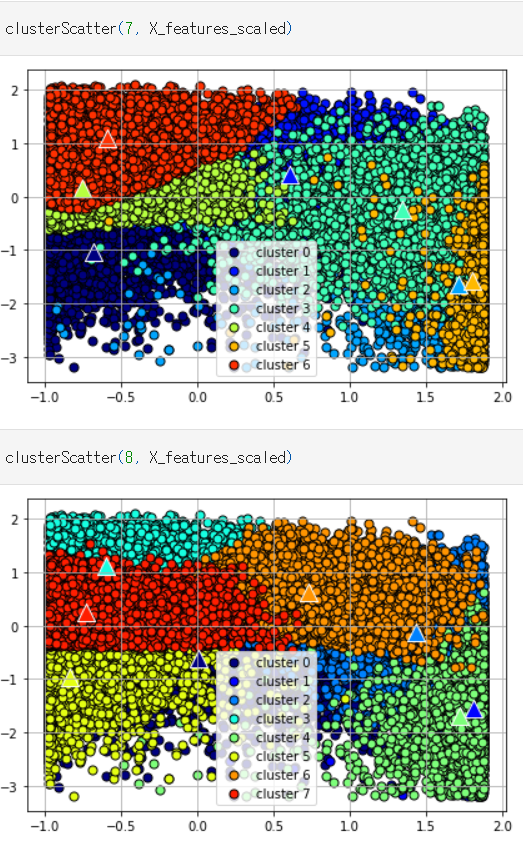 clusterScatter(7, X_features_scaled)
2
1
0
−1
−2
−3
cluster 0
cluster 1
cluster 2
cluster 3
cluster 4
cluster 5
cluster 6
−1.0 −0.5 0.0 0.5 1.0 1.5 2.0
clusterScatter(8, X_features_scaled)
2
1
0
−1
−2
−3
cluster 0
cluster 1
cluster 2
cluster 3
cluster 4
cluster 5
cluster 6
cluster 7
−1.0 −0.5 0.0 0.5 1.0 1.5 2.0